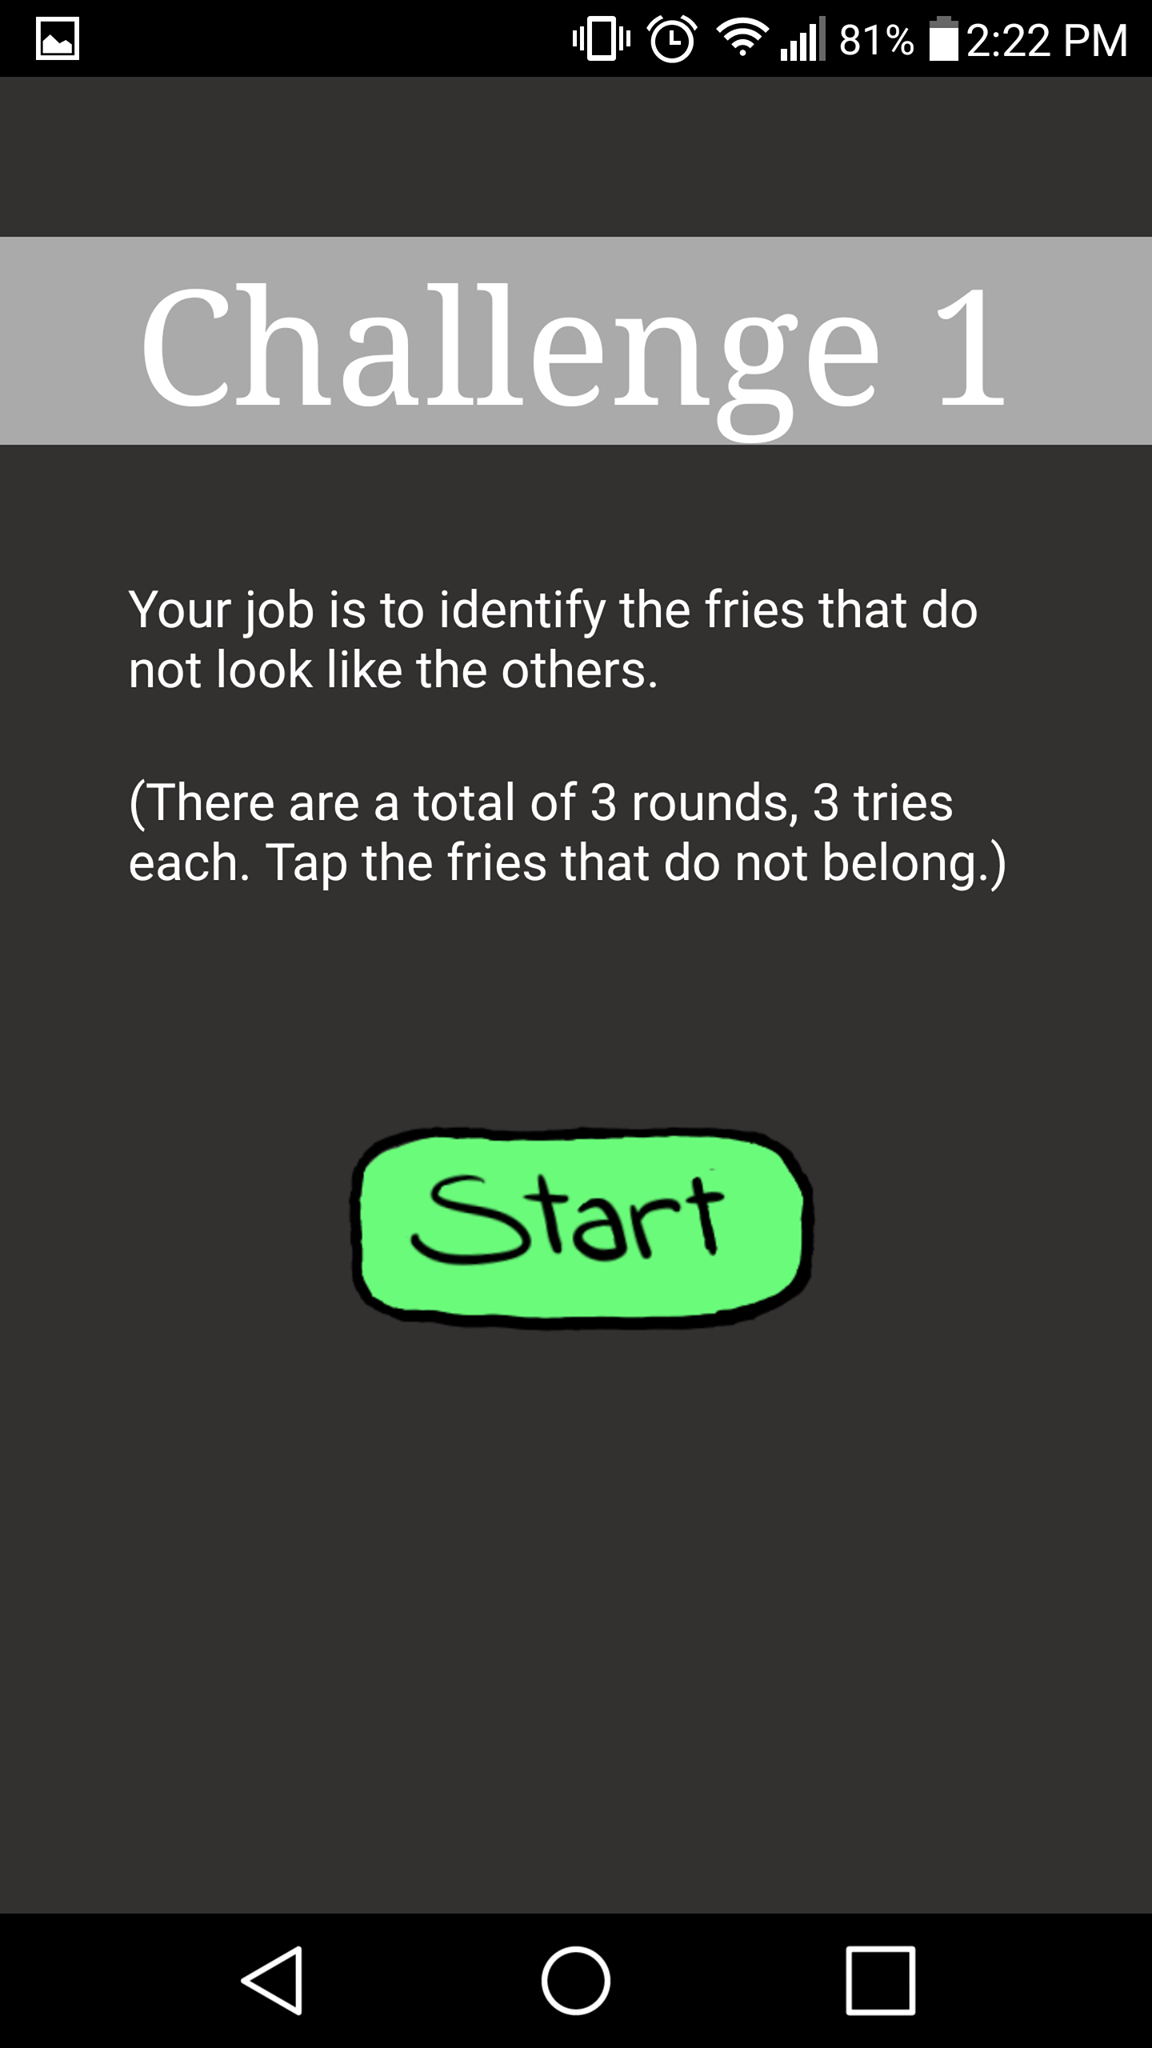 81% 2:22 PM
Challenge 1
Your job is to identify the fries that do
not look like the others.
(There are a total of 3 rounds, 3 tries
each. Tap the fries that do not belong.)
Start